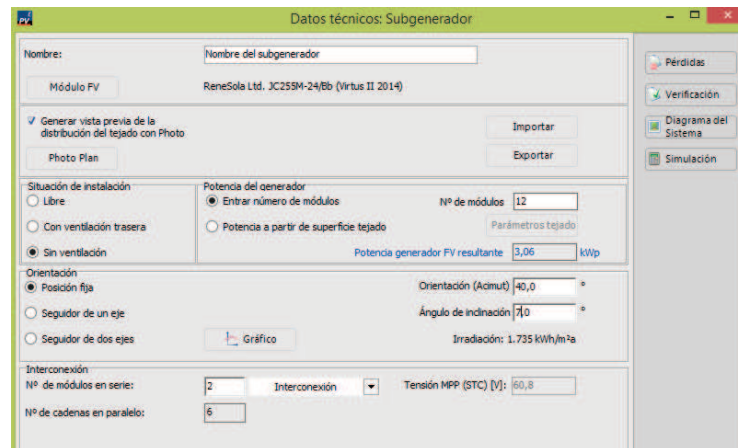 PV
Datos técnicos: Subgenerador
Nombre:
Nombre del subgenerador
Módulo FV
ReneSola Ltd. JC255M-24/Bb (Virtus II 2014)
Generar vista previa de la
distribución del tejado con Photo
Importar
Photo Plan
Exportar
Pérdidas
Verificación
Diagrama del
Sistema
Simulación
Situación de instalación
Libre
Con ventilación trasera
Sin ventilación
Potencia del generador
Entrar número de módulos
Nº de módulos 12
Potencia a partir de superficie tejado
Parámetros tejado
Potencia generador FV resultante 3,06 kWp
Orientación
Posición fija
Orientación (Acimut) 40,0 º
Seguidor de un eje
Ángulo de inclinación 7,0 º
Seguidor de dos ejes
Gráfico
Irradiación: 1.735 kWh/m²a
Interconexión
Nº de módulos en serie: 2 Interconexión
Tensión MPP (STC) [V]: 60,8
Nº de cadenas en paralelo: 6